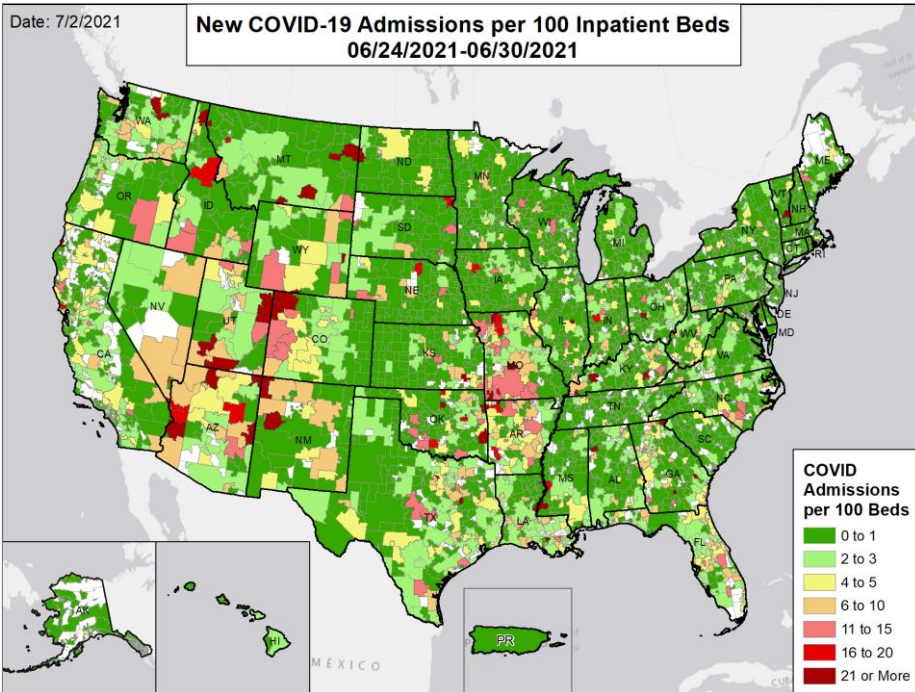 Date: 7/2/2021
New COVID-19 Admissions per 100 Inpatient Beds
06/24/2021-06/30/2021
WA
MT
ND
MN
ME
OR
ID
SD
WI
VT
NH
NY
MA
CT
RI
WY
MI
NE
IA
PA
NJ
NV
UT
CO
IL
IN
OH
DE
MD
CA
KS
MO
WV
VA
KY
AZ
NM
OK
AR
TN
NC
SC
TX
LA
MS
AL
GA
FL
AK
HI
PR
MÉXICO
CUBA
COVID
Admissions
per 100 Beds
0 to 1
2 to 3
4 to 5
6 to 10
11 to 15
16 to 20
21 or More